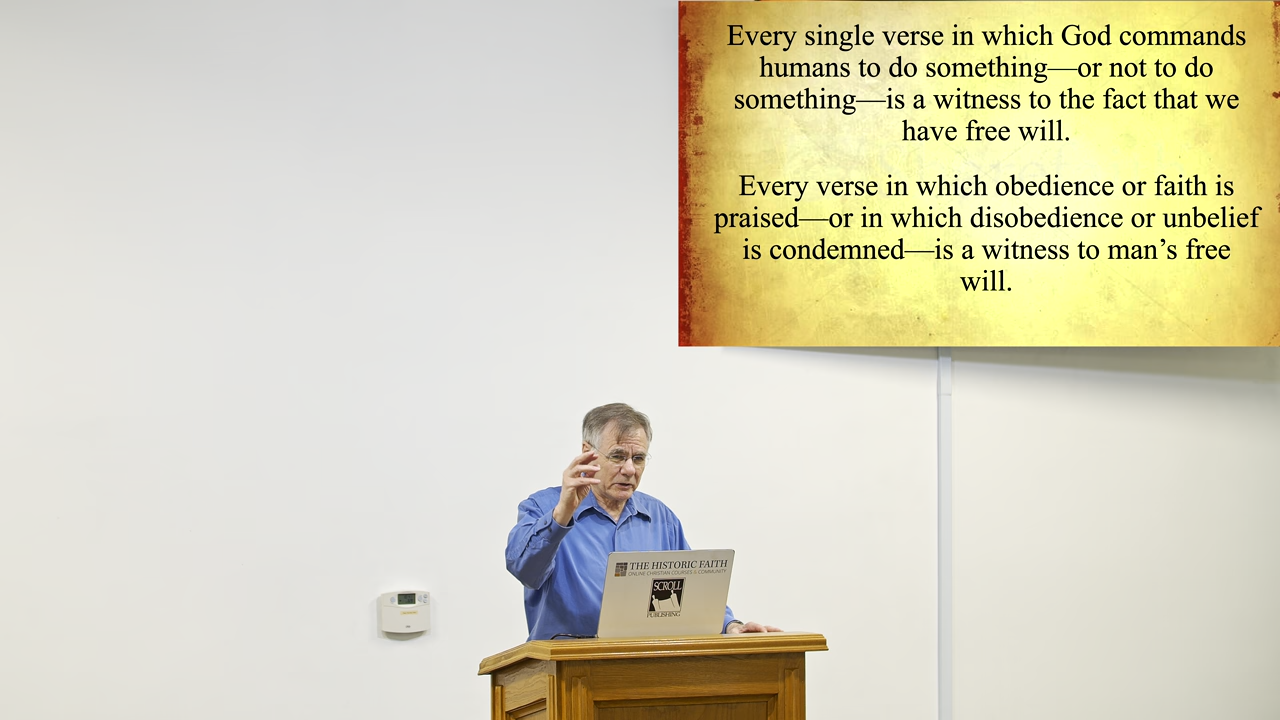 Every single verse in which God commands
humans to do something—or not to do
something—is a witness to the fact that we
have free will.
Every verse in which obedience or faith is
praised—or in which disobedience or unbelief
is condemned—is a witness to man’s free
will.
THE HISTORIC FAITH
ONLINE CHRISTIAN COURSES & COMMUNITY
SCROLL
PUBLISHING